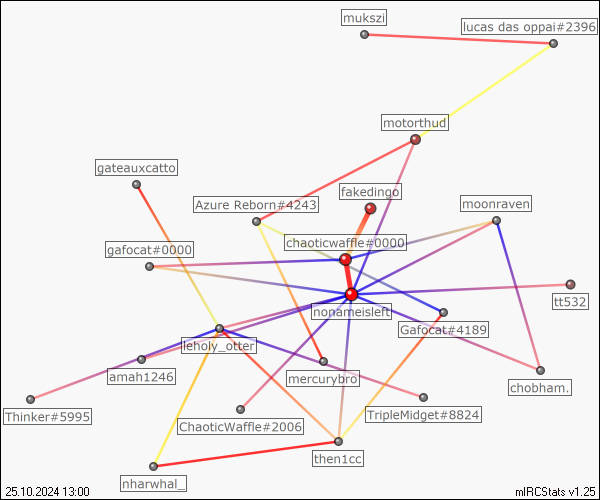 mukszi
lucas das oppai#2396
motorthud
gateauxcatto
fakedingo
Azure Reborn#4243
moonraven
chaoticwaffle#0000
gafocat#0000
tt532
nonameisleft
Gafocat#4189
leholy_otter
amah1246
mercurybro
chobham.
Thinker#5995
TripleMidget#8824
ChaoticWaffle#2006
then1cc
nharwhal_
25.10.2024 13:00
mIRCStats v1.25